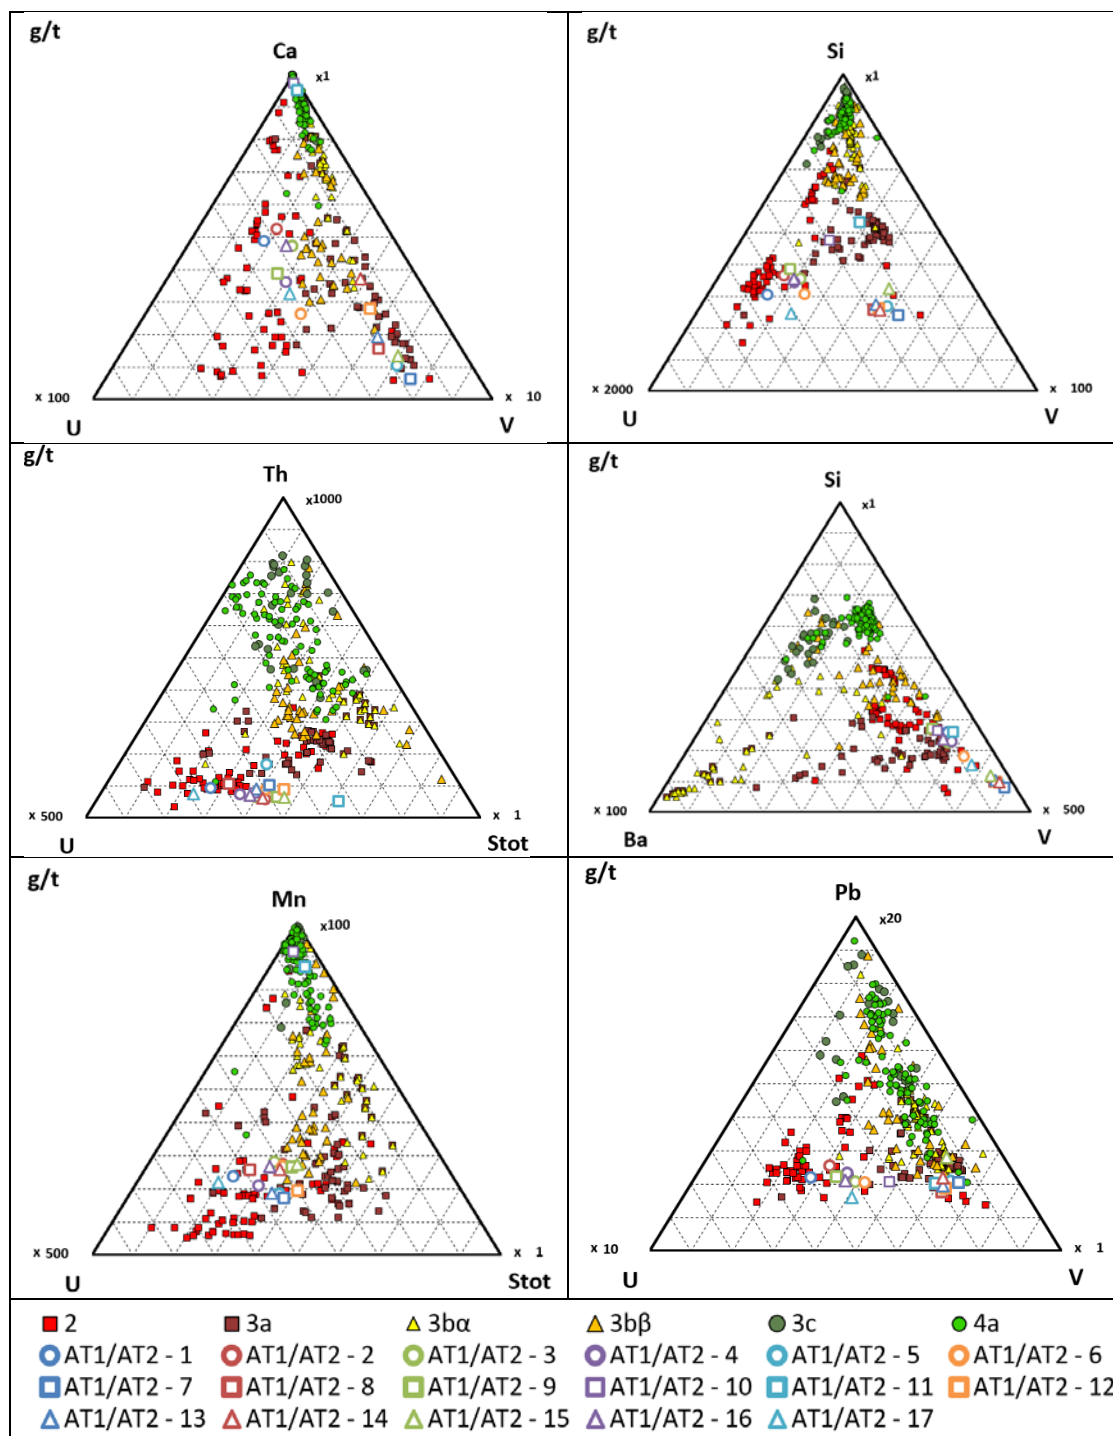 g/t
Ca
x1
x 100
U
x 10
V
g/t
Si
x1
x 2000
U
x 100
V
g/t
Th
x1000
x 500
U
x 1
Stot
g/t
Si
x1
x 100
Ba
x 500
V
g/t
Mn
x100
x 500
U
x 1
Stot
g/t
Pb
x20
x 10
U
x 1
V
2 3a 3bα 3bβ 3c 4a
AT1/AT2 - 1 AT1/AT2 - 2 AT1/AT2 - 3 AT1/AT2 - 4 AT1/AT2 - 5 AT1/AT2 - 6
AT1/AT2 - 7 AT1/AT2 - 8 AT1/AT2 - 9 AT1/AT2 - 10 AT1/AT2 - 11 AT1/AT2 - 12
AT1/AT2 - 13 AT1/AT2 - 14 AT1/AT2 - 15 AT1/AT2 - 16 AT1/AT2 - 17